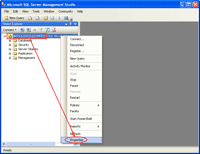 Microsoft SQL Server Management Studio
File Edit View Tools Window Community Help
New Query
Object Explorer
Connect
Databases
Security
Server Objects
Replication
Management
Connect...
Disconnect
Register...
New Query
Activity Monitor
Start
Stop
Pause
Resume
Restart
Policies
Facets
Start PowerShell
Reports
Refresh
Properties
Ready